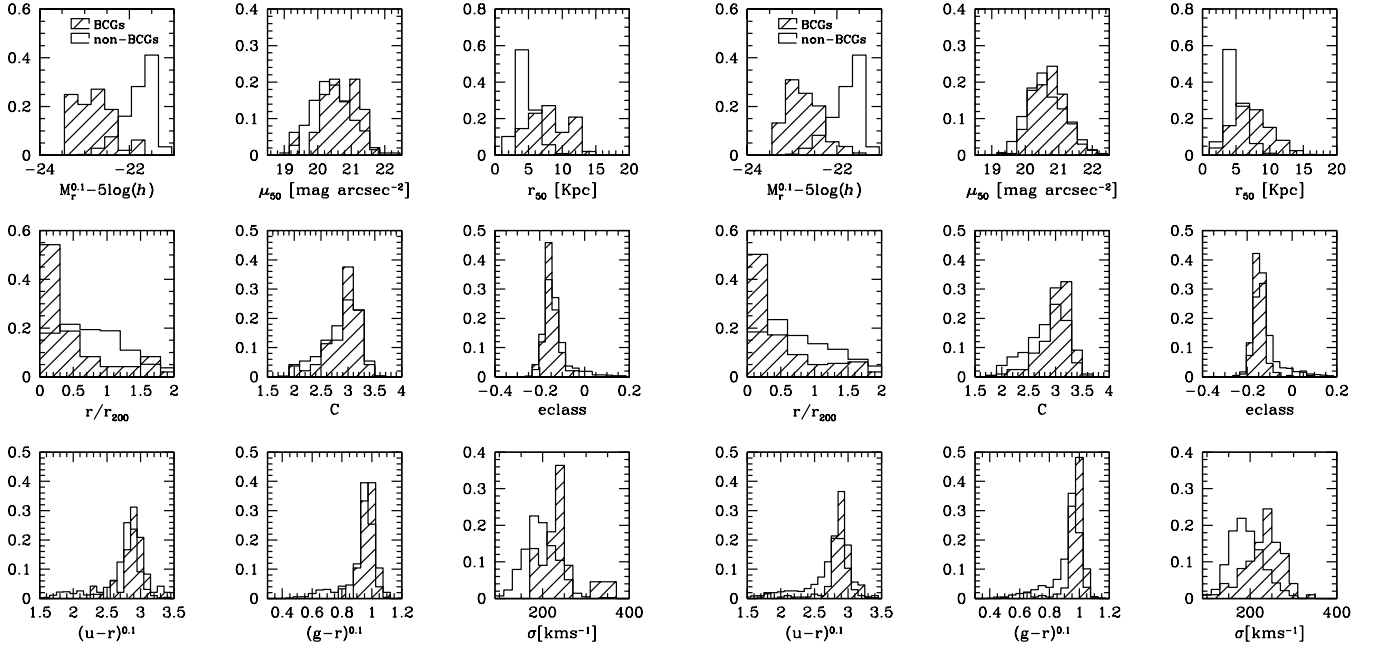 0.6 0.4 0.2 0
BCGs
non-BCGs
−24 −22
M_r^0.1−5log(h)
0.4 0.3 0.2 0.1 0
19 20 21 22
μ_50 [mag arcsec^−2]
0.8 0.6 0.4 0.2 0
0 5 10 15 20
r_50 [Kpc]
0.6 0.4 0.2 0
BCGs
non-BCGs
−24 −22
M_r^0.1−5log(h)
0.4 0.3 0.2 0.1 0
19 20 21 22
μ_50 [mag arcsec^−2]
0.8 0.6 0.4 0.2 0
0 5 10 15 20
r_50 [Kpc]
0.6 0.4 0.2 0
0 0.5 1 1.5 2
r/r_200
0.5 0.4 0.3 0.2 0.1 0
1.5 2 2.5 3 3.5 4
C
0.5 0.4 0.3 0.2 0.1 0
−0.4 −0.2 0 0.2
eclass
0.6 0.4 0.2 0
0 0.5 1 1.5 2
r/r_200
0.5 0.4 0.3 0.2 0.1 0
1.5 2 2.5 3 3.5 4
C
0.5 0.4 0.3 0.2 0.1 0
−0.4 −0.2 0 0.2
eclass
0.5 0.4 0.3 0.2 0.1 0
1.5 2 2.5 3 3.5
(u−r)^0.1
0.5 0.4 0.3 0.2 0.1 0
0.4 0.6 0.8 1 1.2
(g−r)^0.1
0.4 0.3 0.2 0.1 0
200 400
σ[kms^−1]
0.5 0.4 0.3 0.2 0.1 0
1.5 2 2.5 3 3.5
(u−r)^0.1
0.5 0.4 0.3 0.2 0.1 0
0.4 0.6 0.8 1 1.2
(g−r)^0.1
0.4 0.3 0.2 0.1 0
200 400
σ[kms^−1]